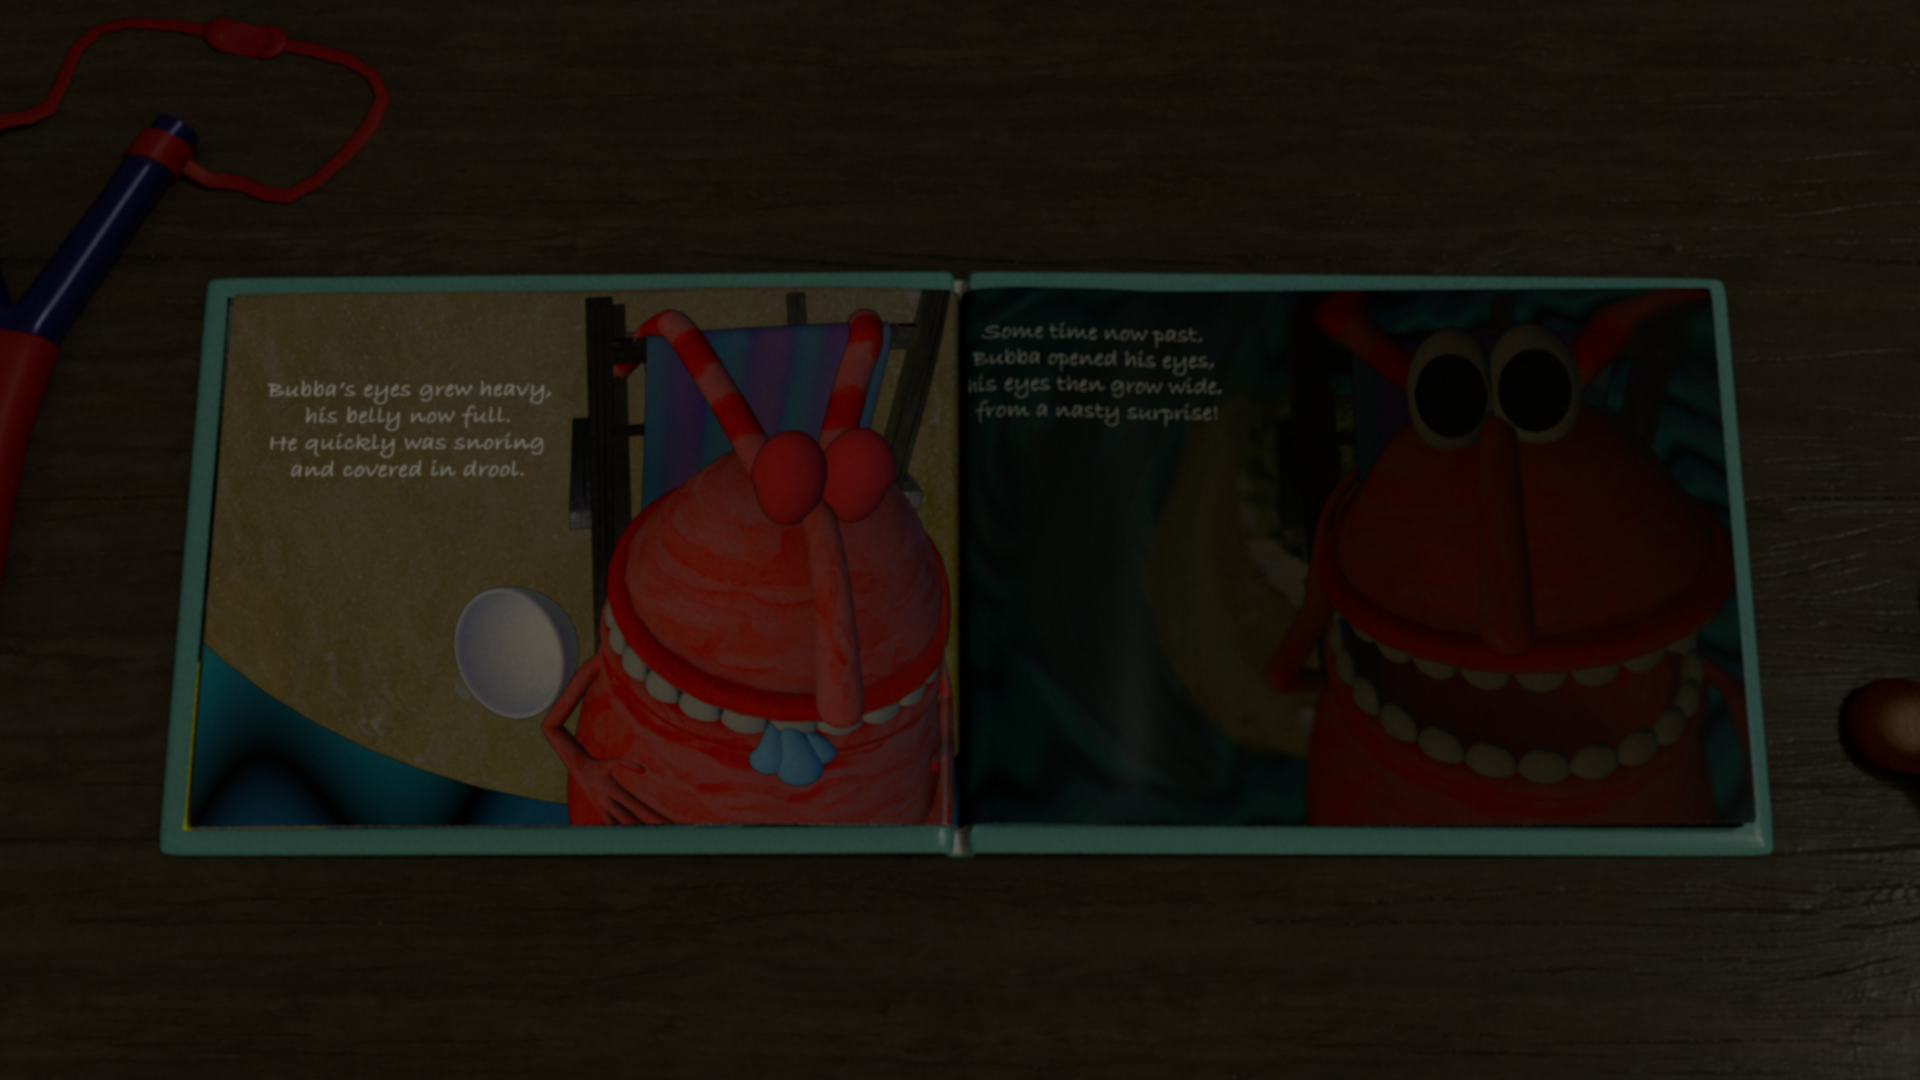 Bubba's eyes grew heavy,
his belly now full.
He quickly was snoring
and covered in drool.
Some time now past,
Bubba opened his eyes,
his eyes then grow wide,
from a nasty surprise!